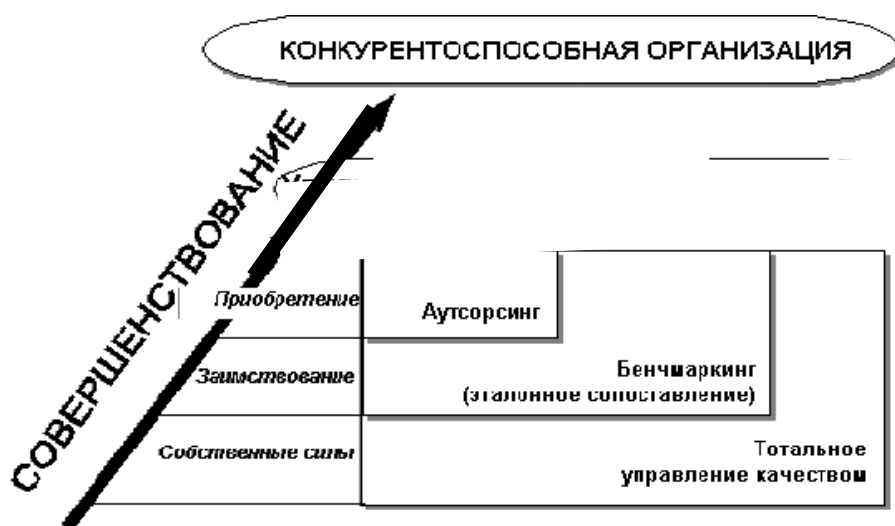 КОНКУРЕНТОСПОСОБНАЯ ОРГАНИЗАЦИЯ
СОВЕРШЕНСТВОВАНИЕ
Приобретение
Аутсорсинг
Заимствование
Бенчмаркинг
(эталонное сопоставление)
Собственные силы
Тотальное
управление качеством